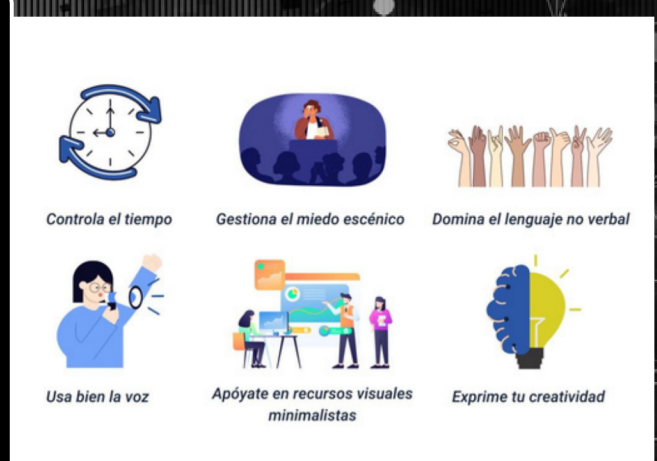 Controla el tiempo
Gestiona el miedo escénico
Domina el lenguaje no verbal
Usa bien la voz
Apóyate en recursos visuales
minimalistas
Exprime tu creatividad